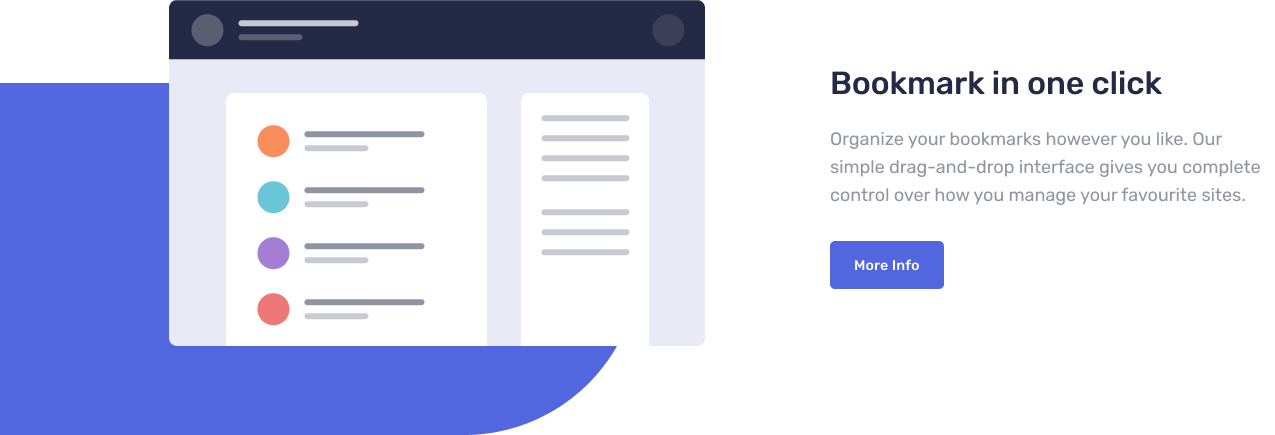 Bookmark in one click
Organize your bookmarks however you like. Our
simple drag-and-drop interface gives you complete
control over how you manage your favourite sites.
More Info